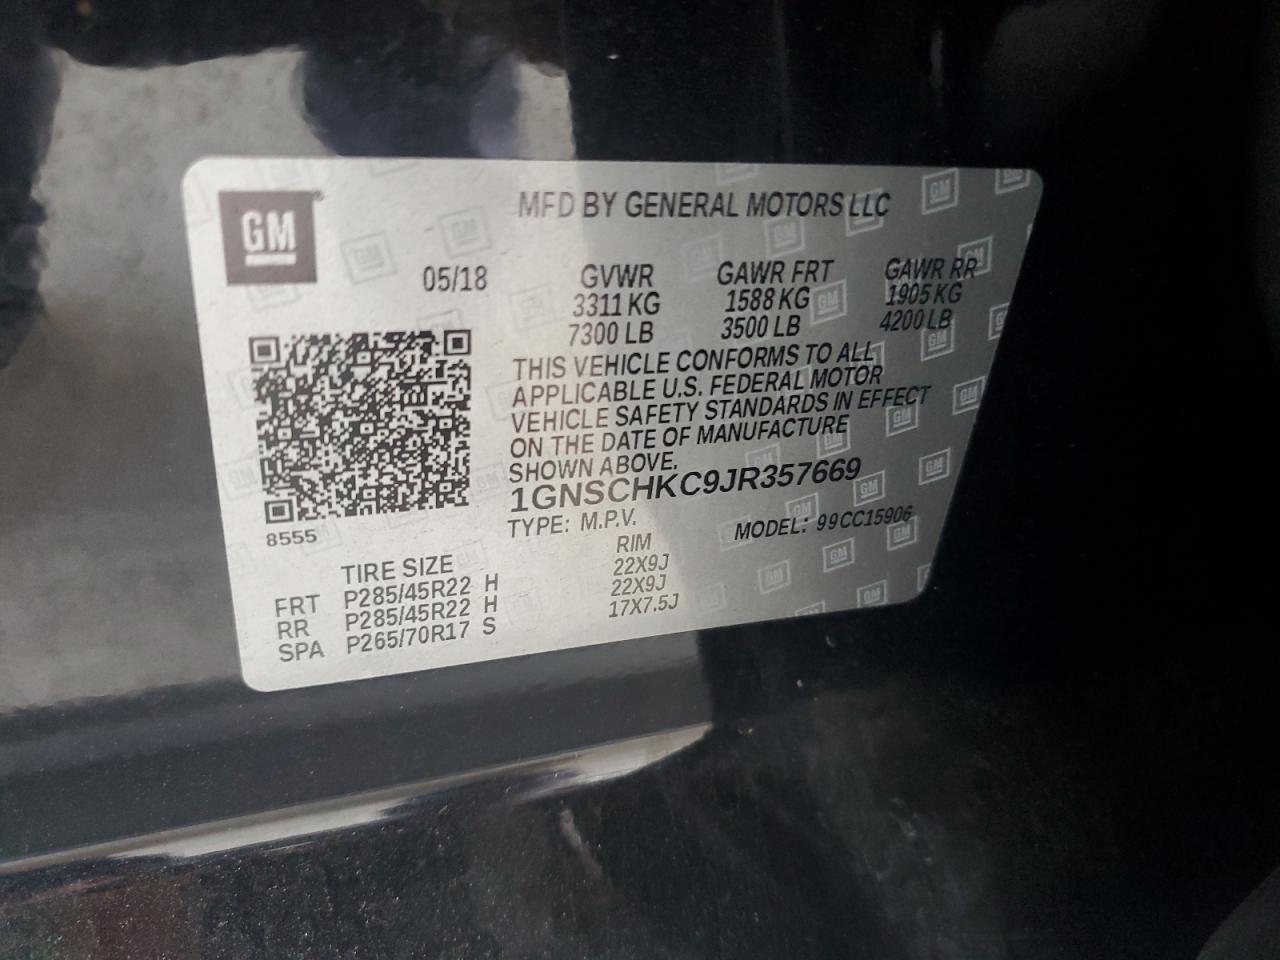 GM®
MFD BY GENERAL MOTORS LLC
05/18 GVWR GAWR FRT GAWR RR
3311 KG 1588 KG 1905 KG
7300 LB 3500 LB 4200 LB
THIS VEHICLE CONFORMS TO ALL
APPLICABLE U.S. FEDERAL MOTOR
VEHICLE SAFETY STANDARDS IN EFFECT
ON THE DATE OF MANUFACTURE
SHOWN ABOVE.
1GNSCHKC9JR357669
8555
TYPE: M.P.V. MODEL: 99CC15906
TIRE SIZE RIM
FRT P285/45R22 H 22X9J
RR P285/45R22 H 22X9J
SPA P265/70R17 S 17X7.5J